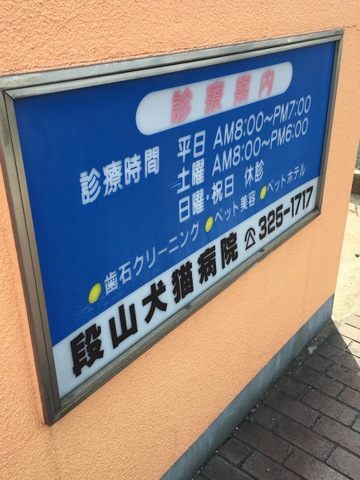 診療案内
診療時間 平日 AM8:00~PM7:00
土曜 AM8:00~PM6:00
日曜・祝日 休診
●歯石クリーニング ●ペット美容 ●ペットホテル
段山犬猫病院 ☎325-1717